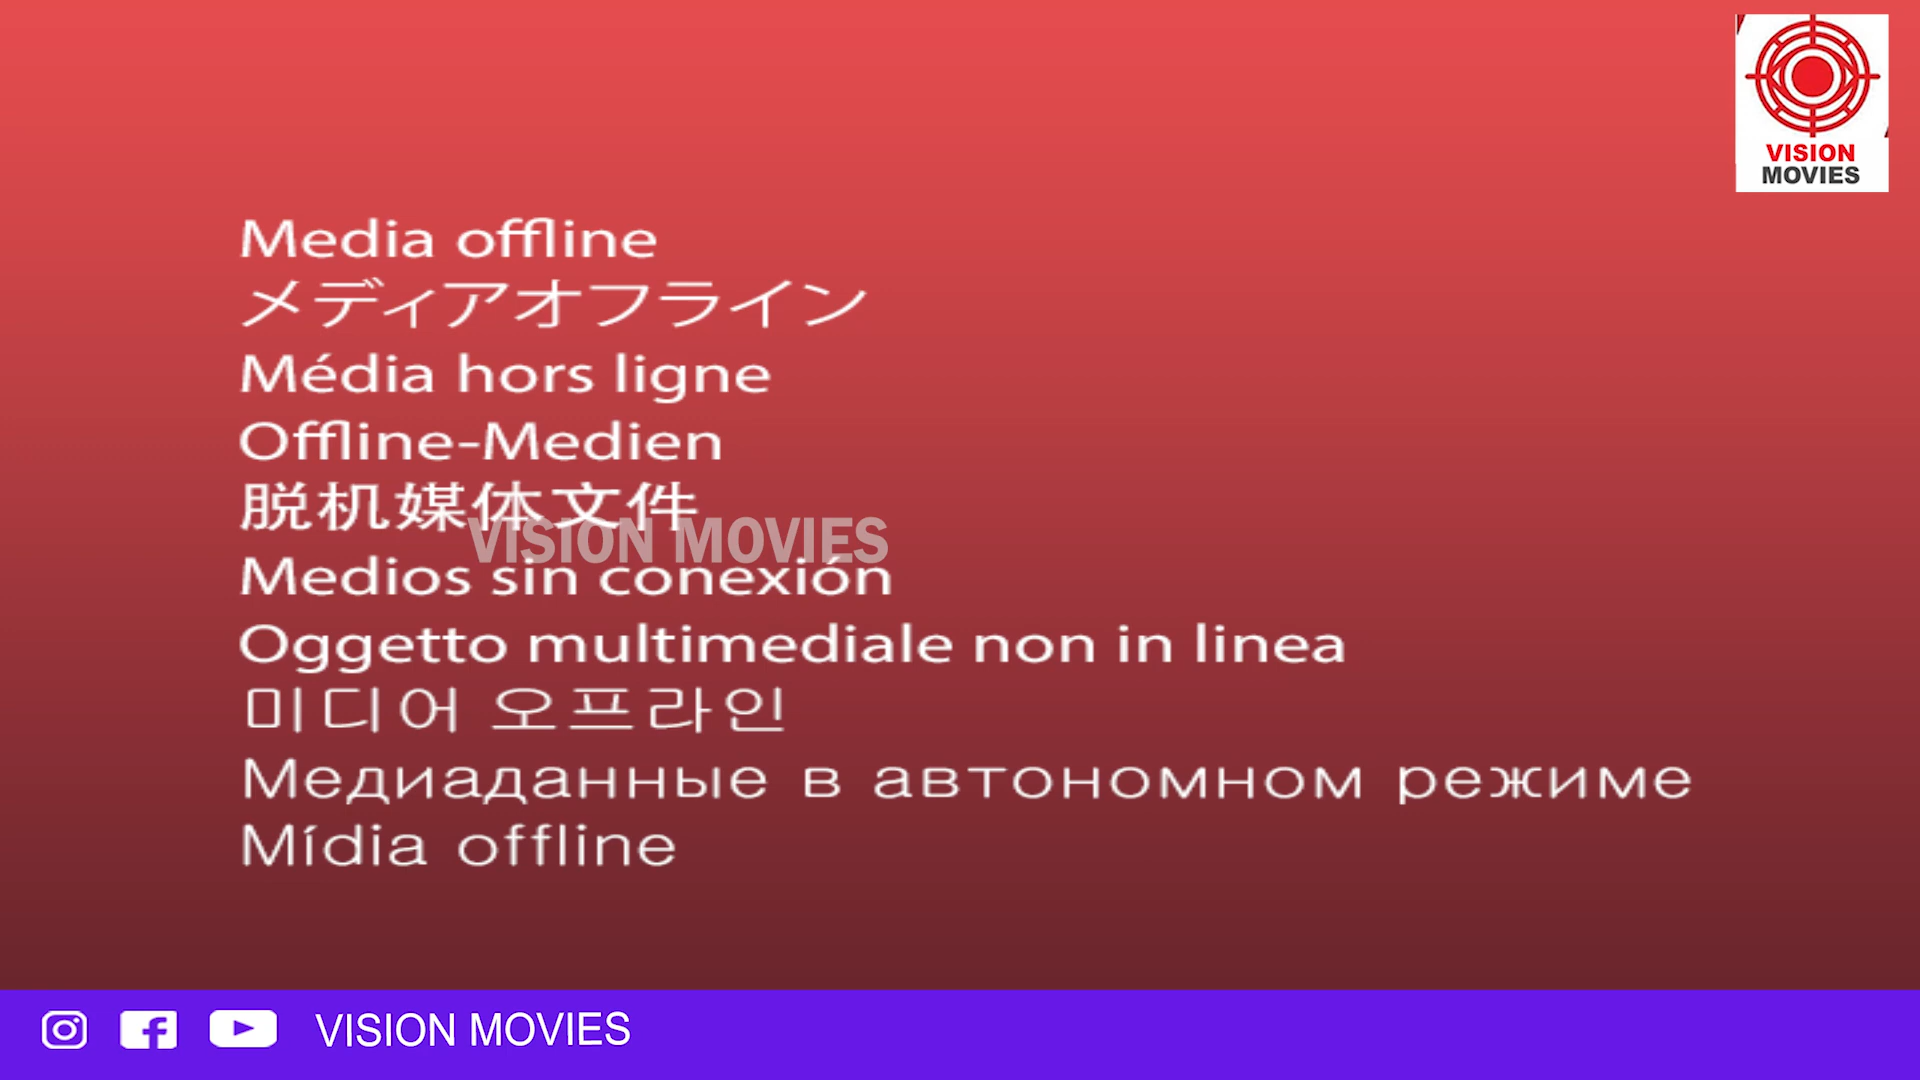 VISION
MOVIES
Media offline
メディアオフライン
Média hors ligne
Offline-Medien
脱机媒体文件
VISION MOVIES
Medios sin conexión
Oggetto multimediale non in linea
미디어 오프라인
Медиаданные в автономном режиме
Mídia offline
VISION MOVIES